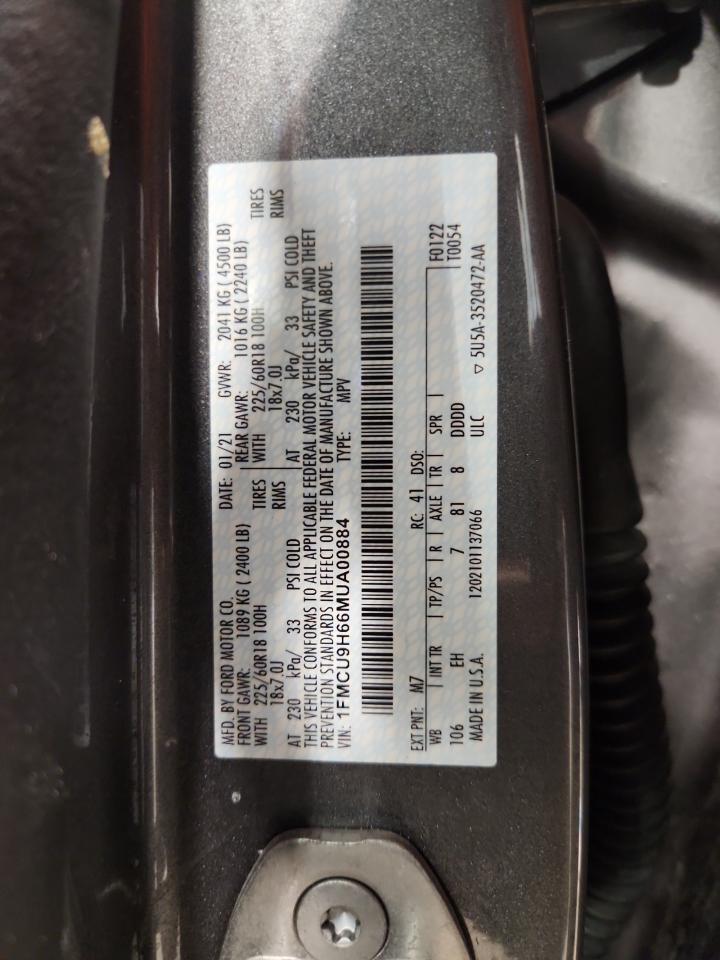 MFD. BY FORD MOTOR CO. DATE: 01/21 GVWR: 2041 KG ( 4500 LB)
FRONT GAWR: 1089 KG ( 2400 LB) REAR GAWR: 1016 KG ( 2240 LB)
WITH 225/60R18 100H TIRES WITH 225/60R18 100H TIRES
18x7.0J RIMS 18x7.0J RIMS
AT 230 kPa/ 33 PSI COLD AT 230 kPa/ 33 PSI COLD
THIS VEHICLE CONFORMS TO ALL APPLICABLE FEDERAL MOTOR VEHICLE SAFETY AND THEFT
PREVENTION STANDARDS IN EFFECT ON THE DATE OF MANUFACTURE SHOWN ABOVE.
VIN: 1FMCU9H66MUA00884 TYPE: MPV
EXT PNT: M7 RC: 41 DSO: F0122
WB INT TR TP/PS R AXLE TR SPR T0054
106 EH 7 81 8 DDDD
MADE IN U.S.A. 1202101137066 ULC ▽ 5U5A-3520472-AA